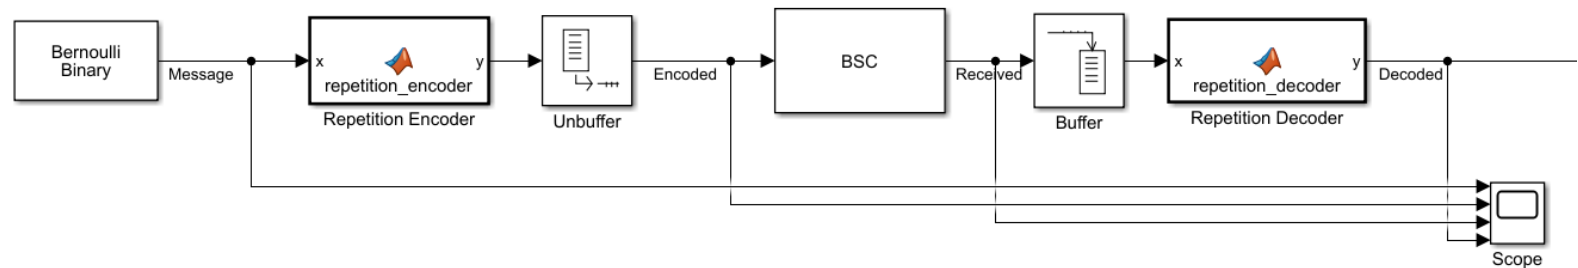 Bernoulli
Binary
Message
x
y
repetition_encoder
Repetition Encoder
Unbuffer
Encoded
BSC
Received
Buffer
x
y
repetition_decoder
Repetition Decoder
Decoded
Scope